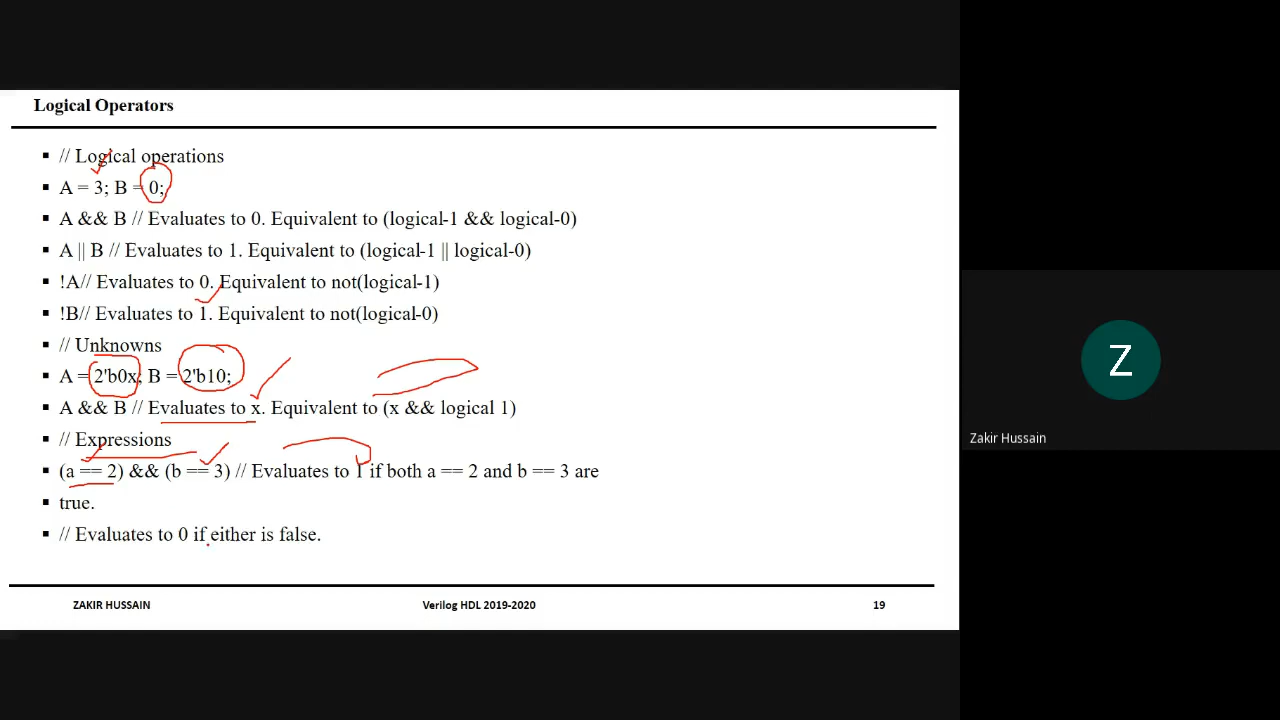 Logical Operators
▪ // Logical operations
▪ A = 3; B = 0;
▪ A && B // Evaluates to 0. Equivalent to (logical-1 && logical-0)
▪ A || B // Evaluates to 1. Equivalent to (logical-1 || logical-0)
▪ !A// Evaluates to 0. Equivalent to not(logical-1)
▪ !B// Evaluates to 1. Equivalent to not(logical-0)
▪ // Unknowns
▪ A = 2'b0x; B = 2'b10;
▪ A && B // Evaluates to x. Equivalent to (x && logical 1)
▪ // Expressions
▪ (a == 2) && (b == 3) // Evaluates to 1 if both a == 2 and b == 3 are
▪ true.
▪ // Evaluates to 0 if either is false.
ZAKIR HUSSAIN Verilog HDL 2019-2020 19
Z
Zakir Hussain